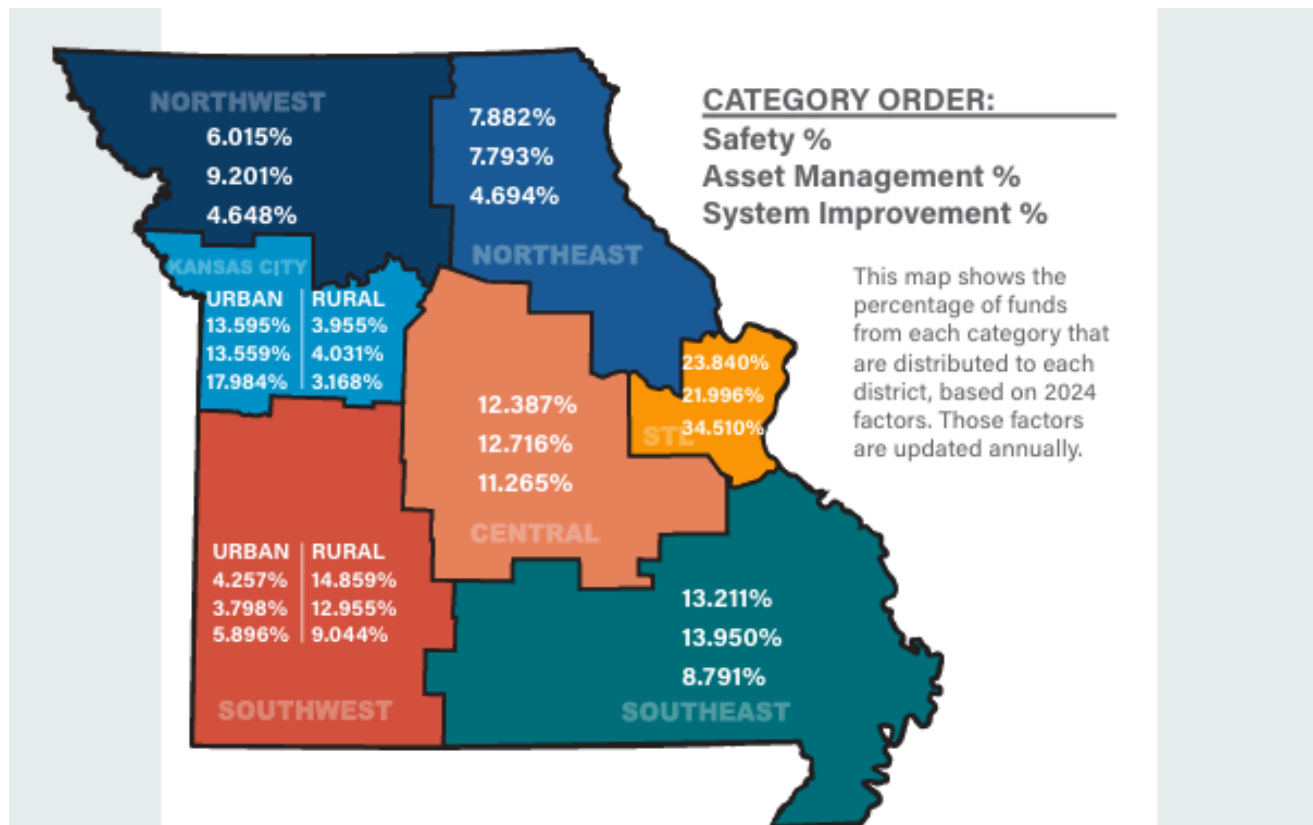 CATEGORY ORDER:
Safety %
Asset Management %
System Improvement %
This map shows the
percentage of funds
from each category that
are distributed to each
district, based on 2024
factors. Those factors
are updated annually.
NORTHWEST
6.015%
9.201%
4.648%
7.882%
7.793%
4.694%
NORTHEAST
KANSAS CITY
URBAN RURAL
13.595% 3.955%
13.559% 4.031%
17.984% 3.168%
23.840%
21.996%
34.510%
STL
12.387%
12.716%
11.265%
CENTRAL
URBAN RURAL
4.257% 14.859%
3.798% 12.955%
5.896% 9.044%
SOUTHWEST
13.211%
13.950%
8.791%
SOUTHEAST